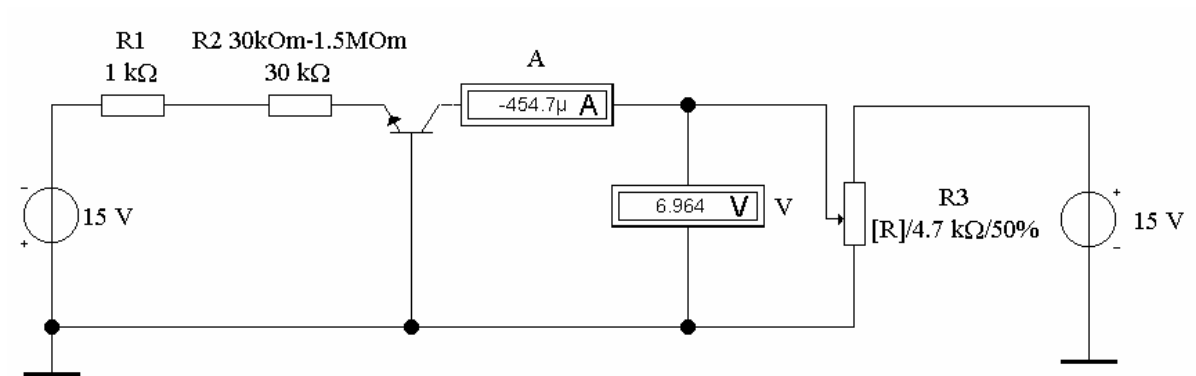 R1
1 kΩ
R2 30kOm-1.5MOm
30 kΩ
A
-454.7µ A
-
15 V
+
6.964 V
V
R3
[R]/4.7 kΩ/50%
+
15 V
-